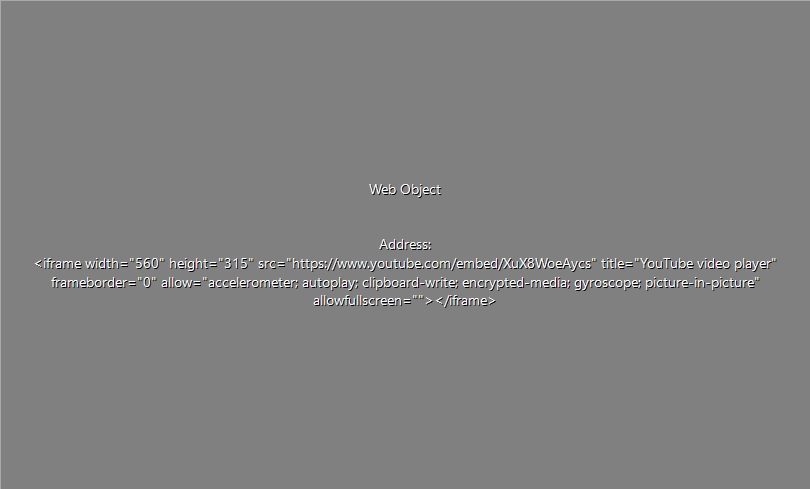 Web Object
Address:
<iframe width="560" height="315" src="https://www.youtube.com/embed/XuX8WoeAycs" title="YouTube video player"
frameborder="0" allow="accelerometer; autoplay; clipboard-write; encrypted-media; gyroscope; picture-in-picture"
allowfullscreen=""></iframe>